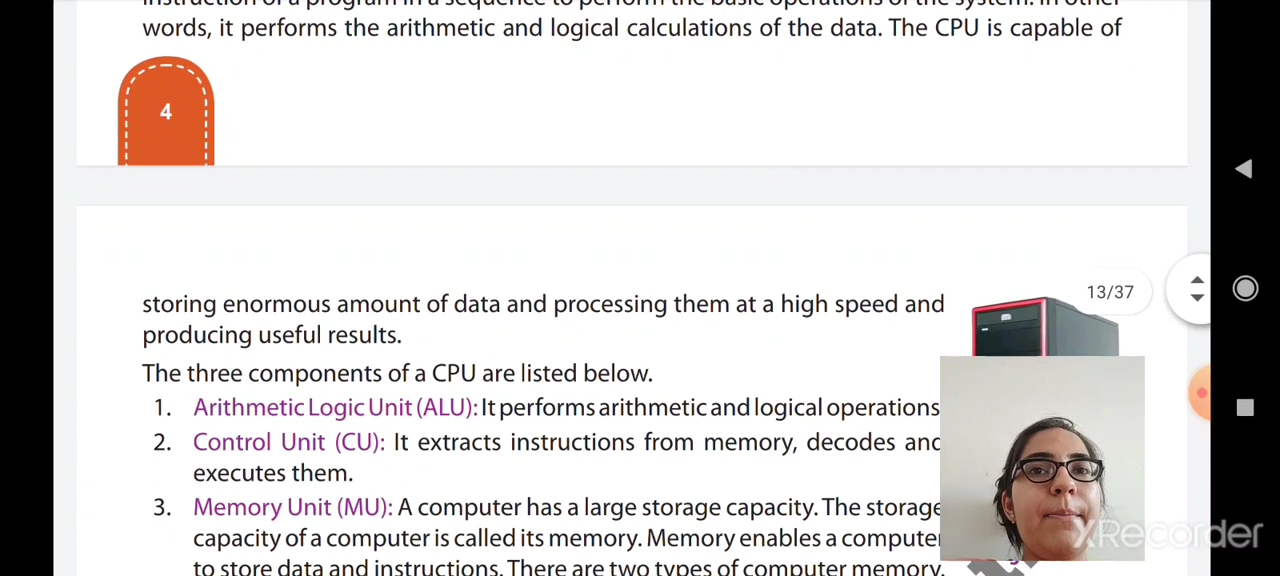 words, it performs the arithmetic and logical calculations of the data. The CPU is capable of
4
storing enormous amount of data and processing them at a high speed and
13/37
producing useful results.
The three components of a CPU are listed below.
1. Arithmetic Logic Unit (ALU): It performs arithmetic and logical operations
2. Control Unit (CU): It extracts instructions from memory, decodes and
executes them.
3. Memory Unit (MU): A computer has a large storage capacity. The storage
capacity of a computer is called its memory. Memory enables a compute
to store data and instructions. There are two types of computer memory.
XRecorder